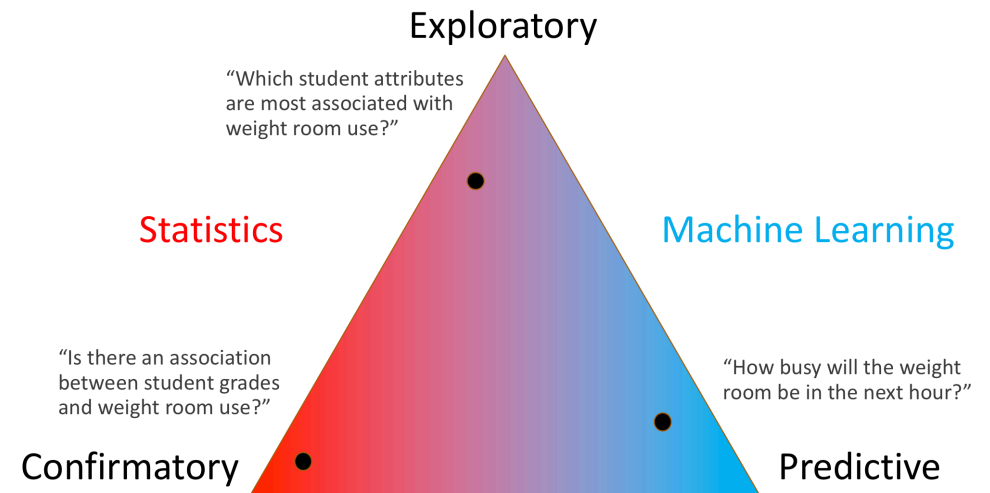 Exploratory
“Which student attributes
are most associated with
weight room use?”
Statistics
Machine Learning
“Is there an association
between student grades
and weight room use?”
“How busy will the weight
room be in the next hour?”
Confirmatory
Predictive